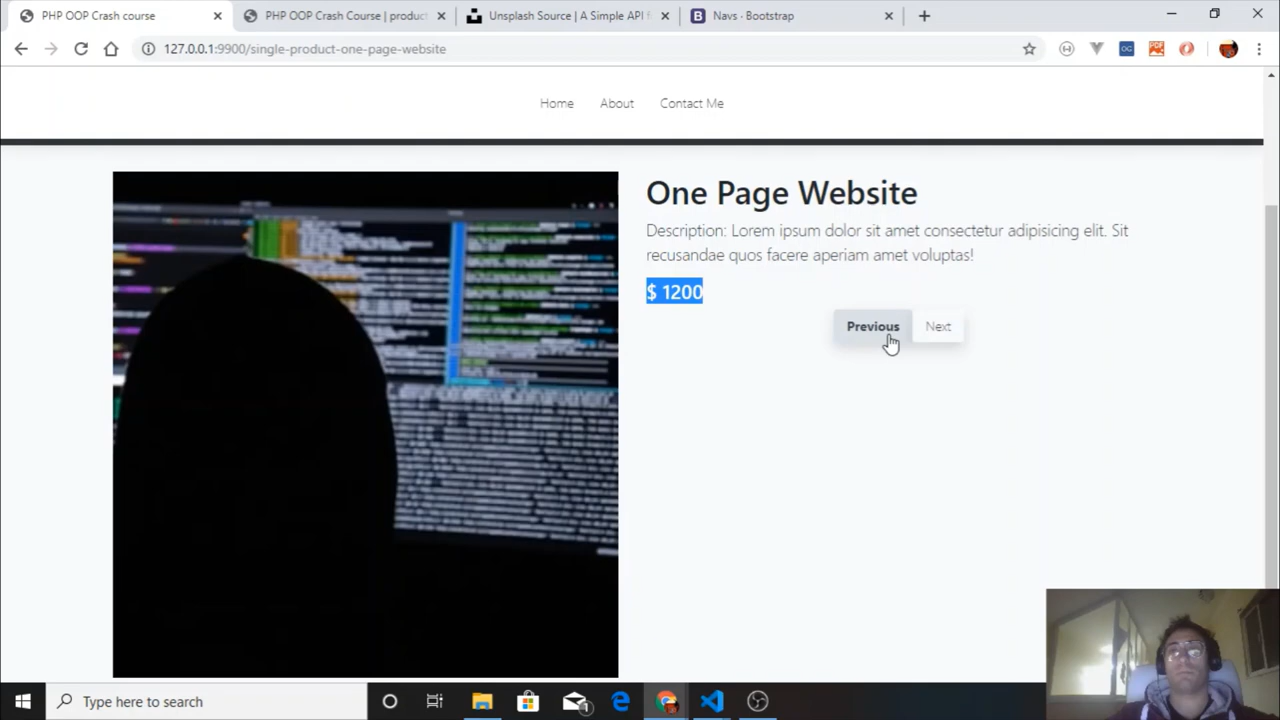 PHP OOP Crash course
PHP OOP Crash Course | product
Unsplash Source | A Simple API f
Navs · Bootstrap
127.0.0.1:9900/single-product-one-page-website
Home
About
Contact Me
One Page Website
Description: Lorem ipsum dolor sit amet consectetur adipisicing elit. Sit
recusandae quos facere aperiam amet voluptas!
$ 1200
Previous
Next
Type here to search